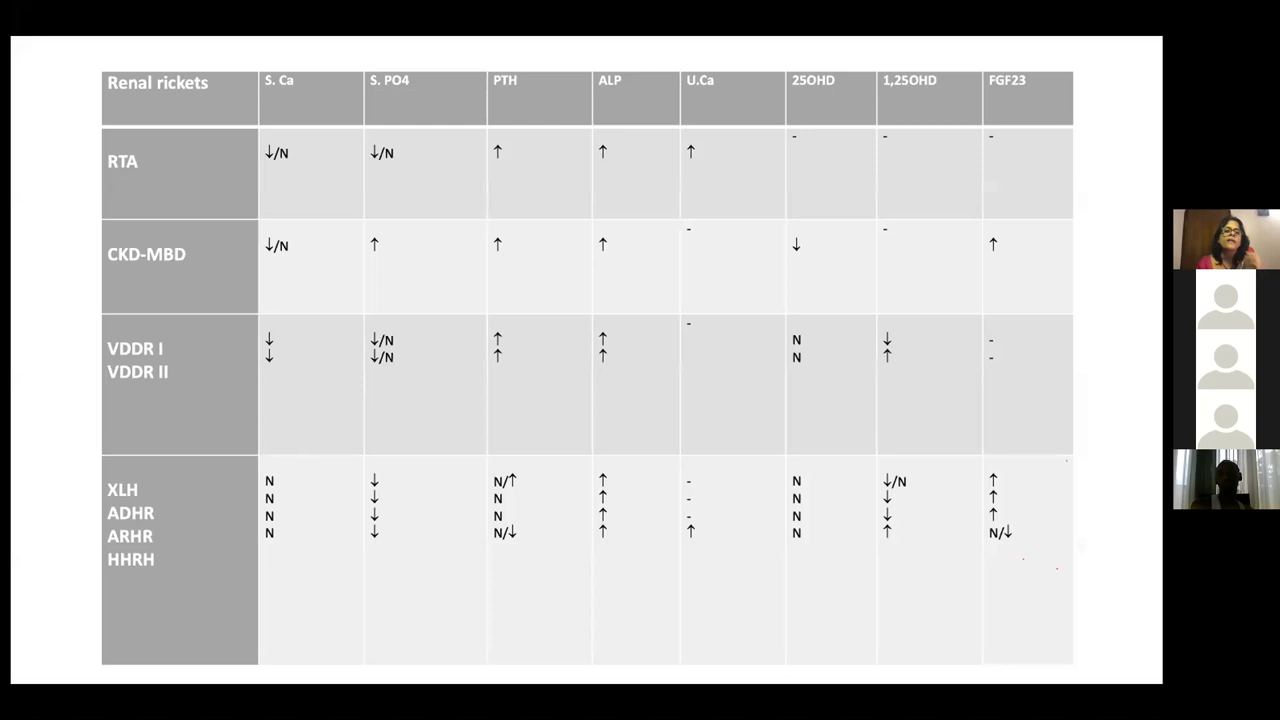 Renal rickets S. Ca S. PO4 PTH ALP U.Ca 25OHD 1,25OHD FGF23
RTA ↓/N ↓/N ↑ ↑ ↑ - - -
CKD-MBD ↓/N ↑ ↑ ↑ - ↓ - ↑
VDDR I ↓ ↓/N ↑ ↑ - N ↓ -
VDDR II ↓ ↓/N ↑ ↑ N ↑ -
XLH N ↓ N/↑ ↑ - N ↓/N ↑
ADHR N ↓ N ↑ - N ↓ ↑
ARHR N ↓ N ↑ - N ↓ ↑
HHRH N ↓ N/↓ ↑ ↑ N ↑ N/↓